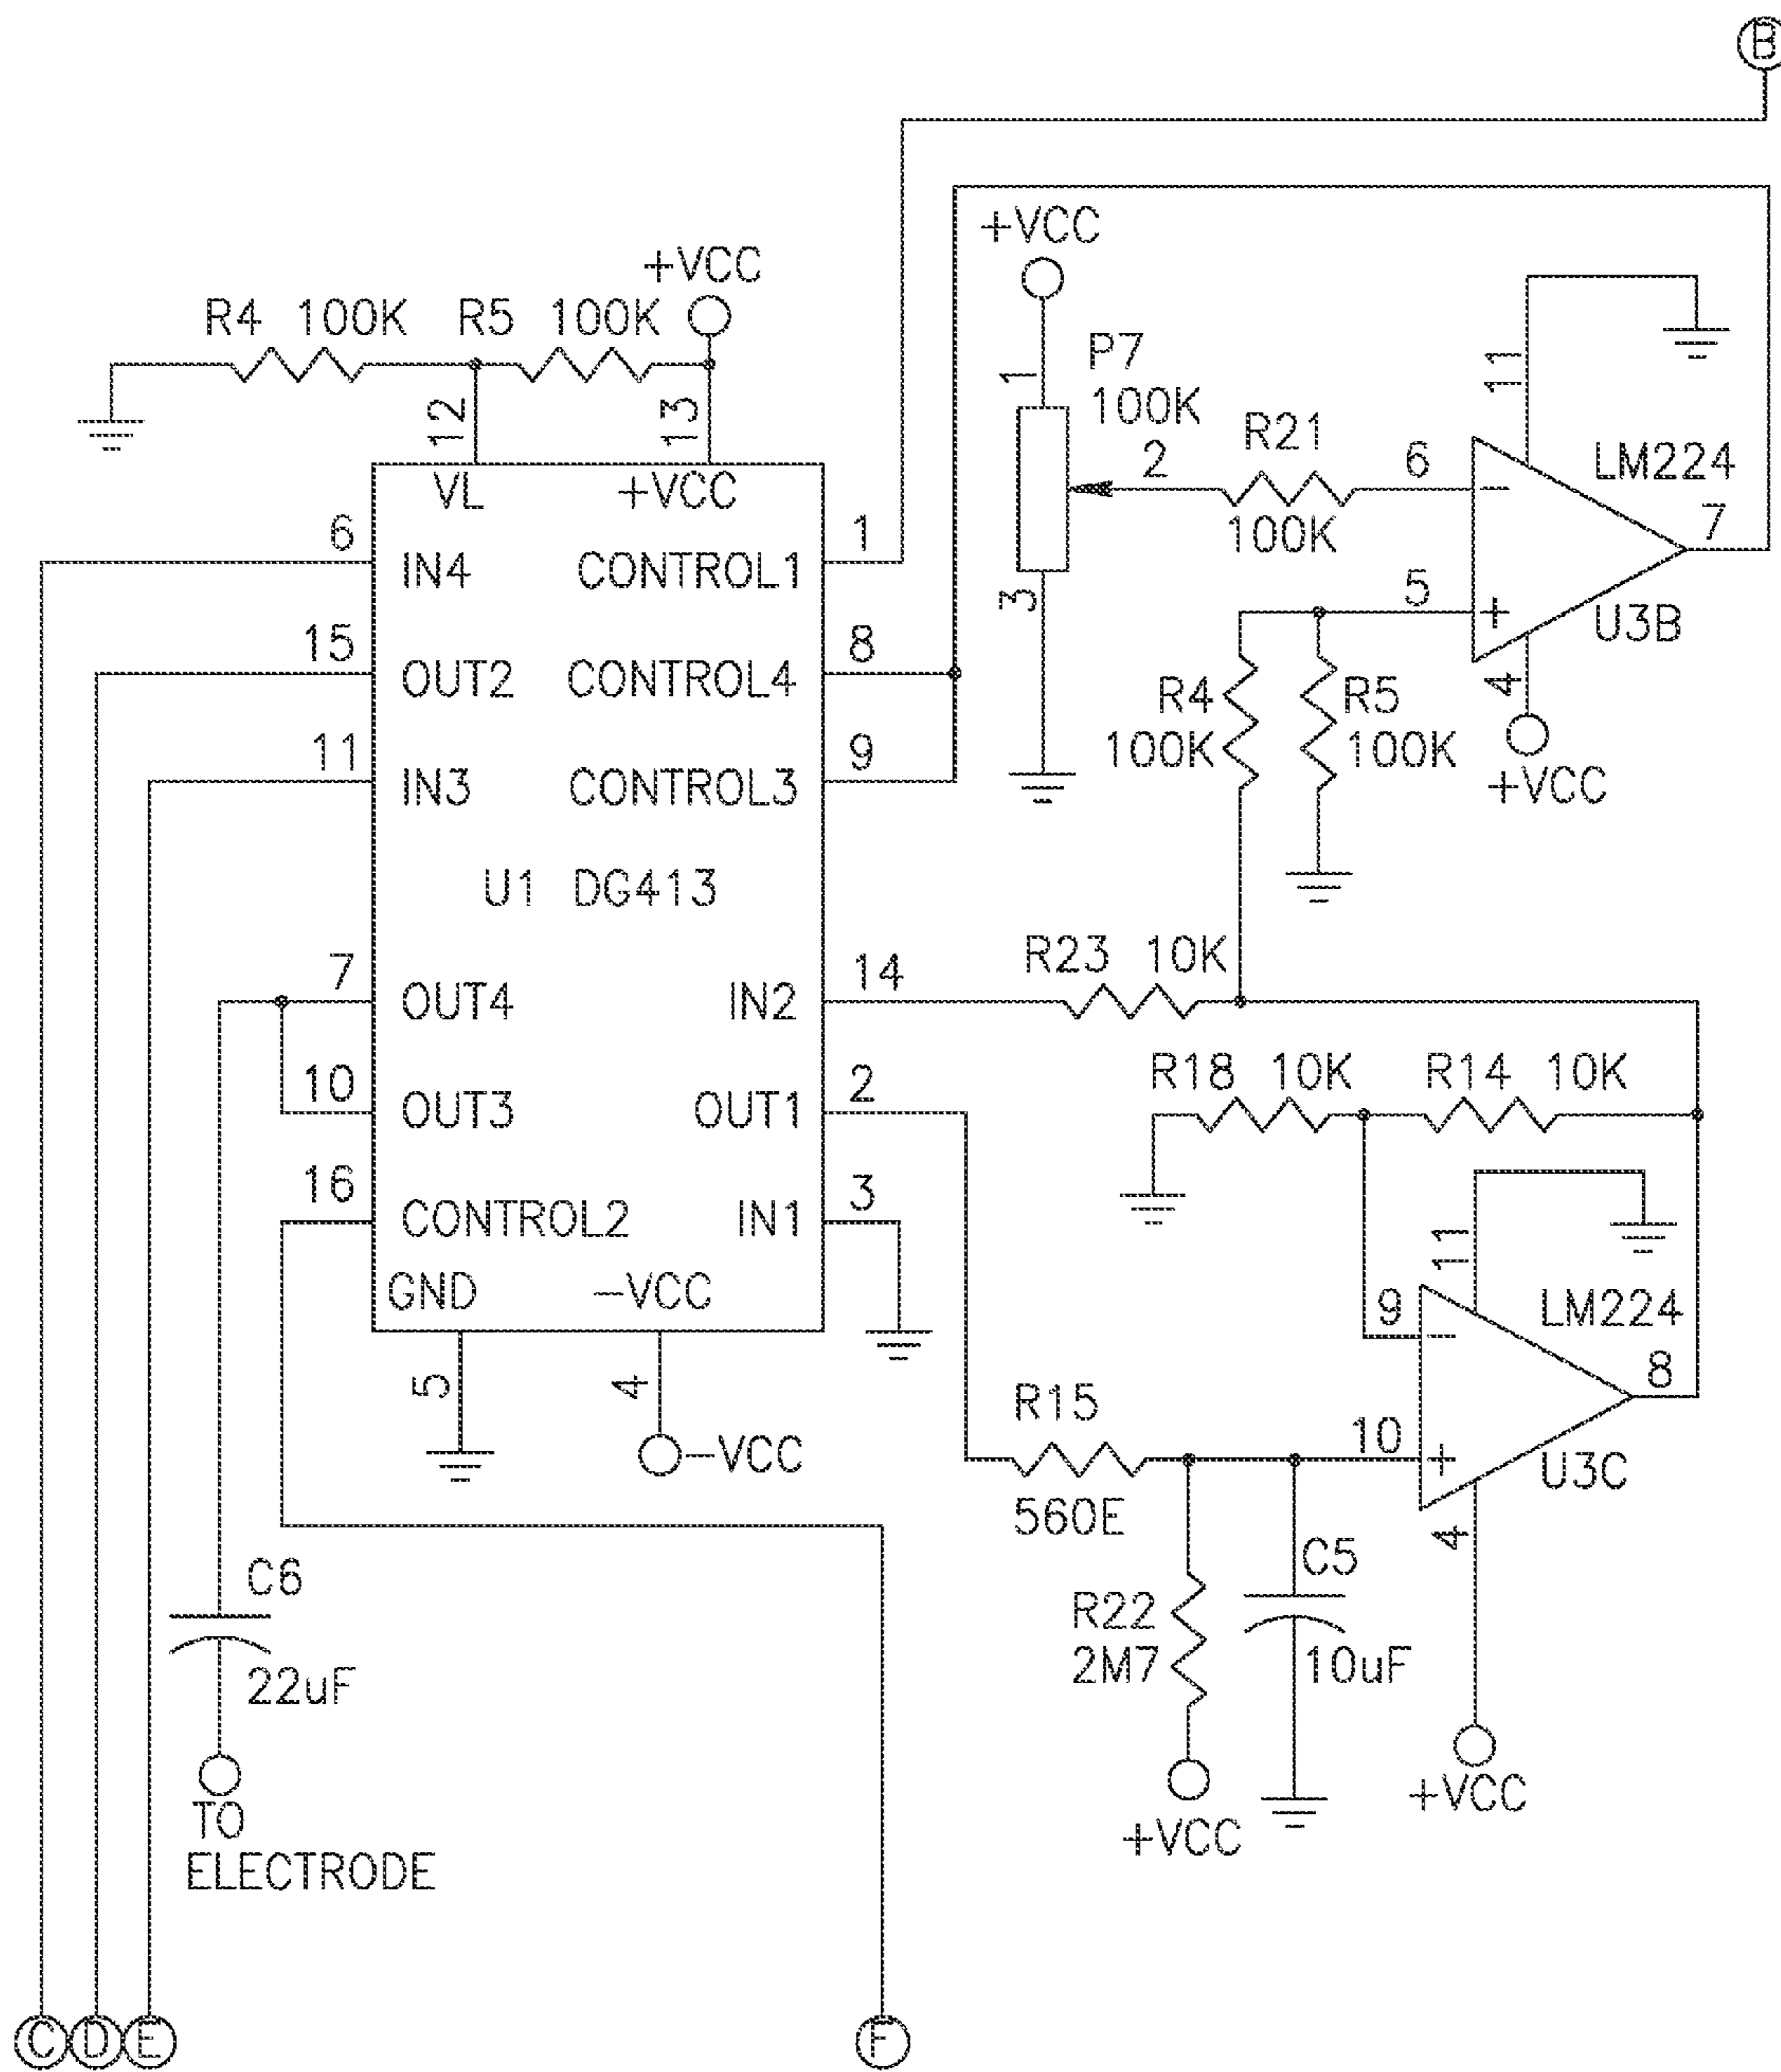 B
+VCC
+VCC
R4 100K R5 100K
P7
100K
1
2
3
R21
100K
6
5
11
LM224
7
U3B
4
+VCC
R4
100K
R5
100K
12
13
VL +VCC
6 IN4 CONTROL1 1
15 OUT2 CONTROL4 8
11 IN3 CONTROL3 9
U1 DG413
7 OUT4 IN2 14
10 OUT3 OUT1 2
16 CONTROL2 IN1 3
GND -VCC
5
4
-VCC
R23 10K
R18 10K R14 10K
11
9
LM224
8
10
U3C
4
+VCC
R15
560E
R22
2M7
+VCC
C5
10uF
C6
22uF
TO
ELECTRODE
C D E F